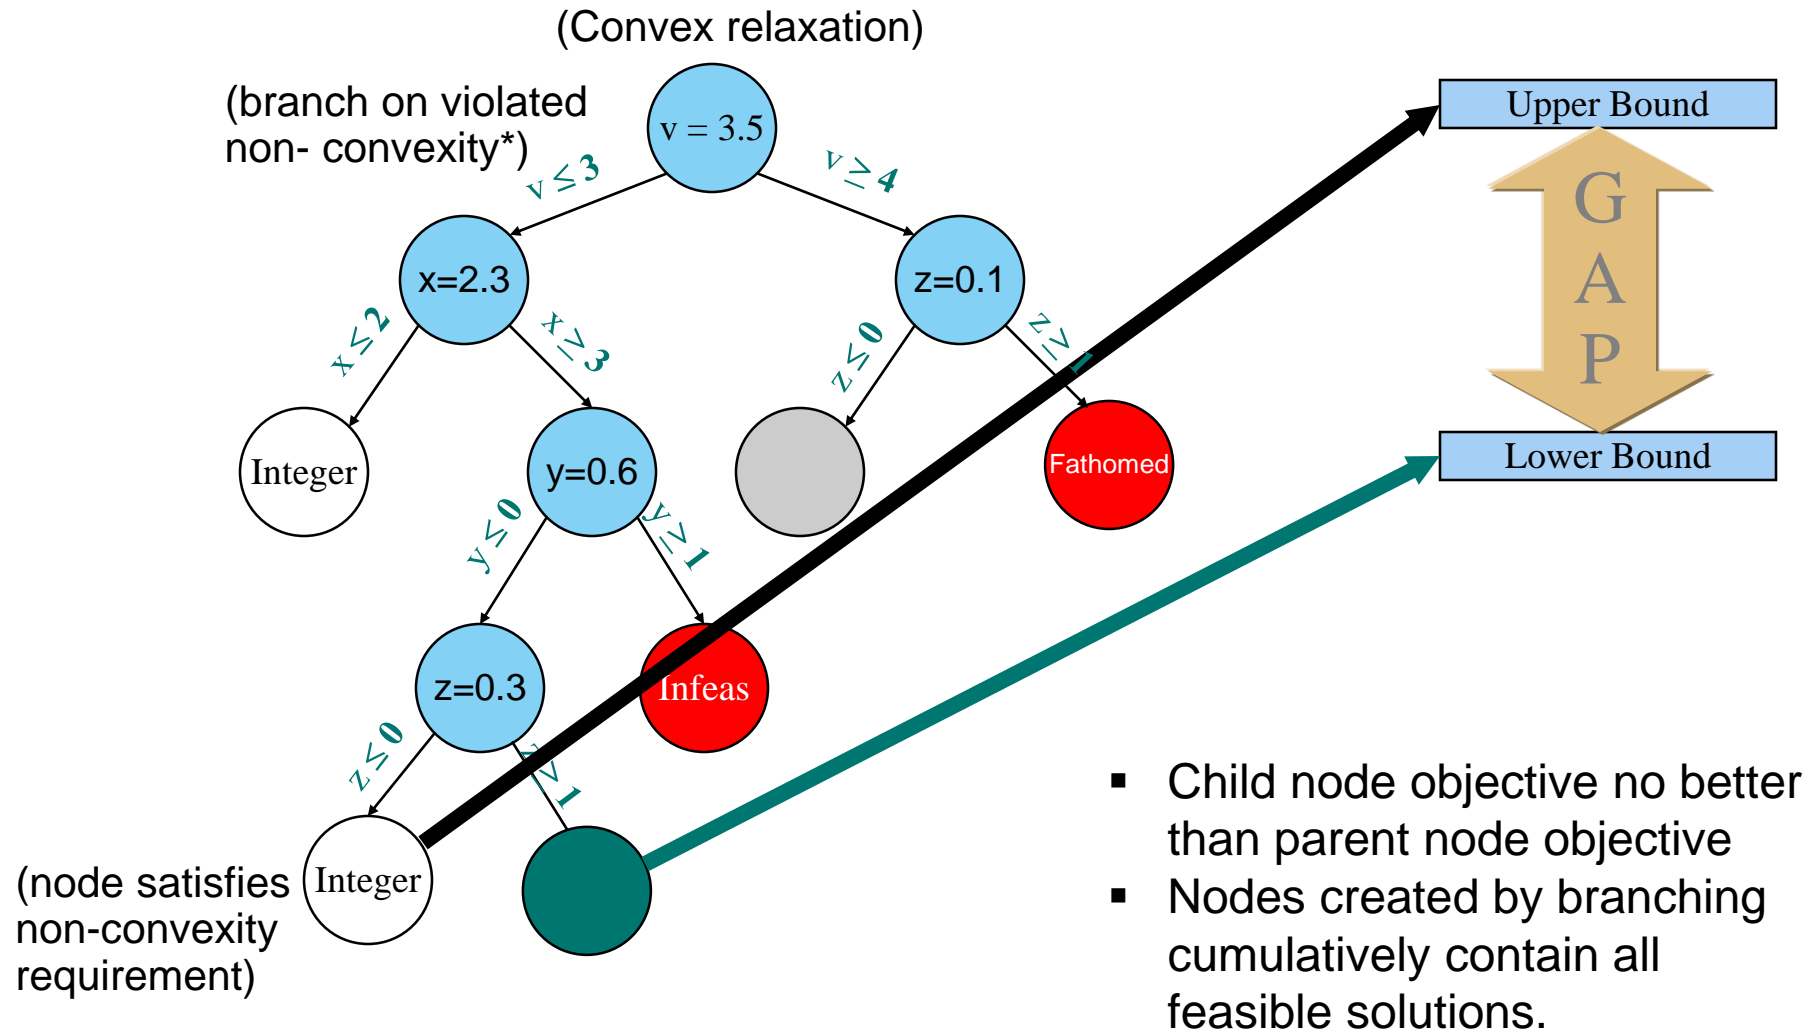 (Convex relaxation)
(branch on violated
non- convexity*)
v = 3.5
v ≤ 3
v ≥ 4
Upper Bound
G
A
P
Lower Bound
x=2.3
z=0.1
x ≤ 2
x ≥ 3
z ≤ 0
z ≥ 1
Integer
y=0.6
Fathomed
y ≤ 0
y ≥ 1
z=0.3
Infeas
z ≤ 0
z ≥ 1
Integer
(node satisfies
non-convexity
requirement)
▪ Child node objective no better
than parent node objective
▪ Nodes created by branching
cumulatively contain all
feasible solutions.